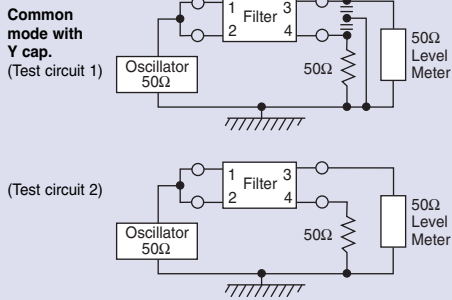 Common
mode with
Y cap.
(Test circuit 1)
1
3
Filter
2
4
Oscillator
50Ω
50Ω
50Ω
Level
Meter
(Test circuit 2)
1
3
Filter
2
4
Oscillator
50Ω
50Ω
50Ω
Level
Meter